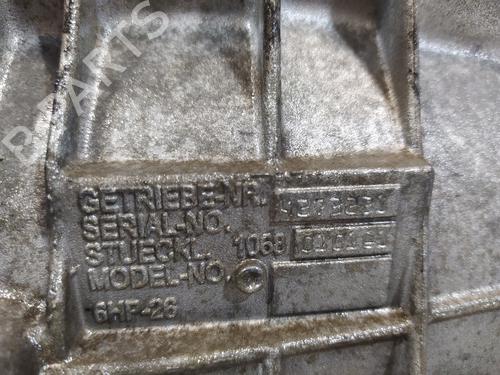 B-PARTS
GETRIEBE-NR.
SERIAL-NO.
STUECKL. 1068
MODEL-NO.
6HP-26